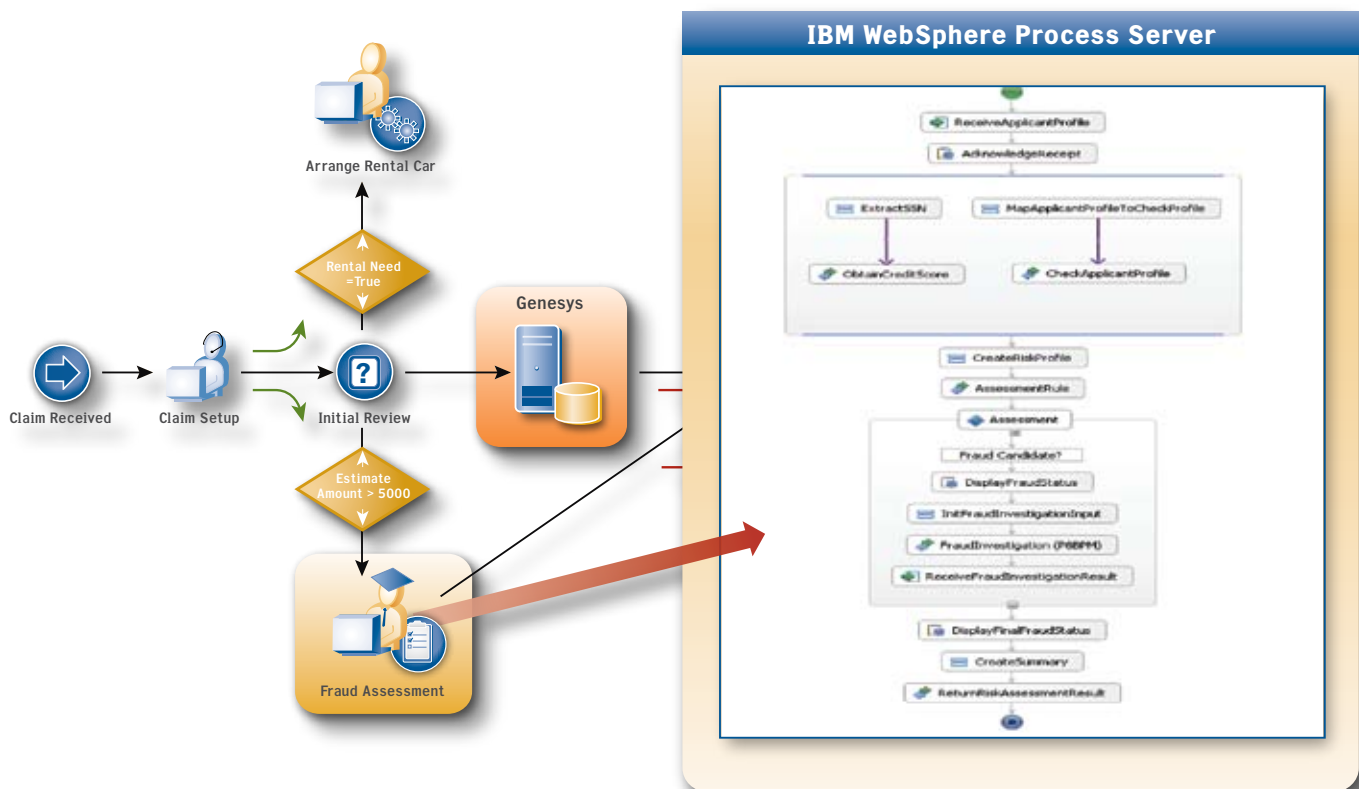 IBM WebSphere Process Server
Arrange Rental Car
Rental Need
=True
Genesys
Claim Received
Claim Setup
?
Initial Review
Estimate
Amount > 5000
Fraud Assessment
ReceiveApplicantProfile
AcknowledgeReceipt
ExtractSSN
MapApplicantProfileToCheckProfile
ObtainCreditScore
CheckApplicantProfile
CreateRiskProfile
AssessmentRule
Assessment
Fraud Candidate?
DisplayFraudStatus
InitFraudInvestigationInput
FraudInvestigation (P8BPM)
ReceiveFraudInvestigationResult
DisplayFinalFraudStatus
CreateSummary
ReturnRiskAssessmentResult